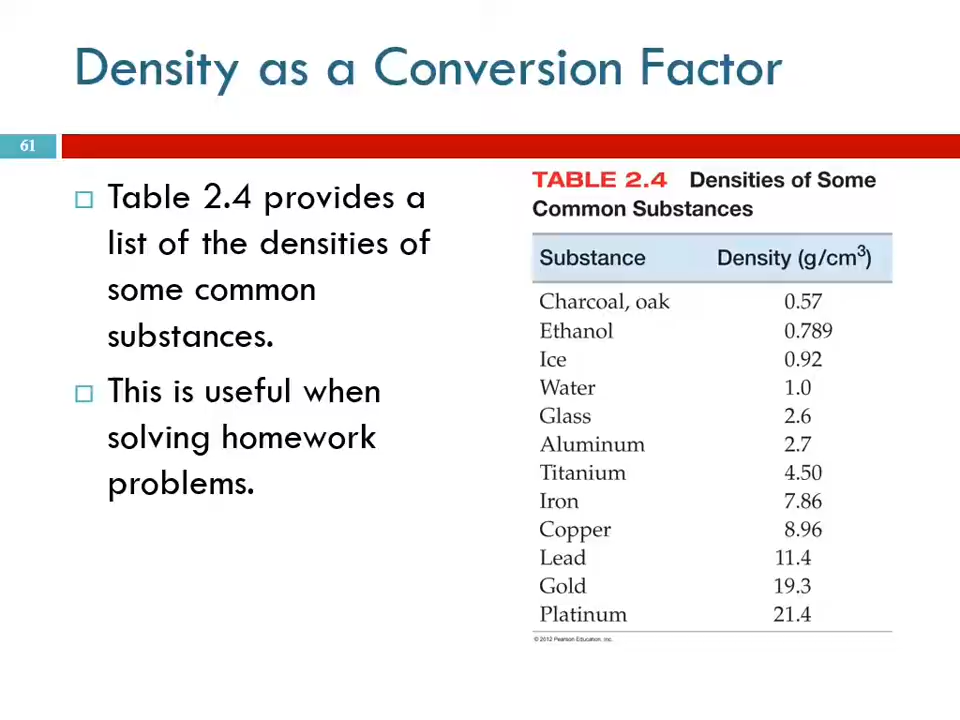 Density as a Conversion Factor
61
Table 2.4 provides a
list of the densities of
some common
substances.
This is useful when
solving homework
problems.
TABLE 2.4 Densities of Some
Common Substances
Substance Density (g/cm³)
Charcoal, oak 0.57
Ethanol 0.789
Ice 0.92
Water 1.0
Glass 2.6
Aluminum 2.7
Titanium 4.50
Iron 7.86
Copper 8.96
Lead 11.4
Gold 19.3
Platinum 21.4
© 2012 Pearson Education, Inc.